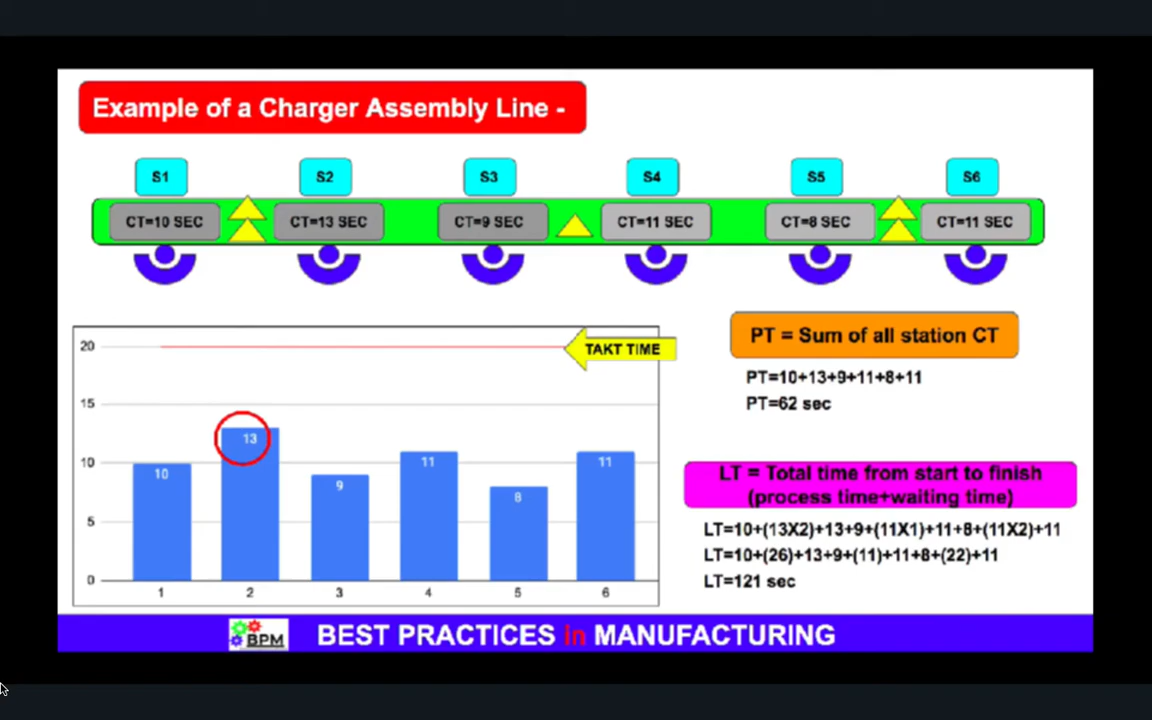 Example of a Charger Assembly Line -
S1 S2 S3 S4 S5 S6
CT=10 SEC CT=13 SEC CT=9 SEC CT=11 SEC CT=8 SEC CT=11 SEC
20
TAKT TIME
15
10
5
0
10 13 9 11 8 11
1 2 3 4 5 6
PT = Sum of all station CT
PT=10+13+9+11+8+11
PT=62 sec
LT = Total time from start to finish
(process time+waiting time)
LT=10+(13X2)+13+9+(11X1)+11+8+(11X2)+11
LT=10+(26)+13+9+(11)+11+8+(22)+11
LT=121 sec
BPM
BEST PRACTICES in MANUFACTURING